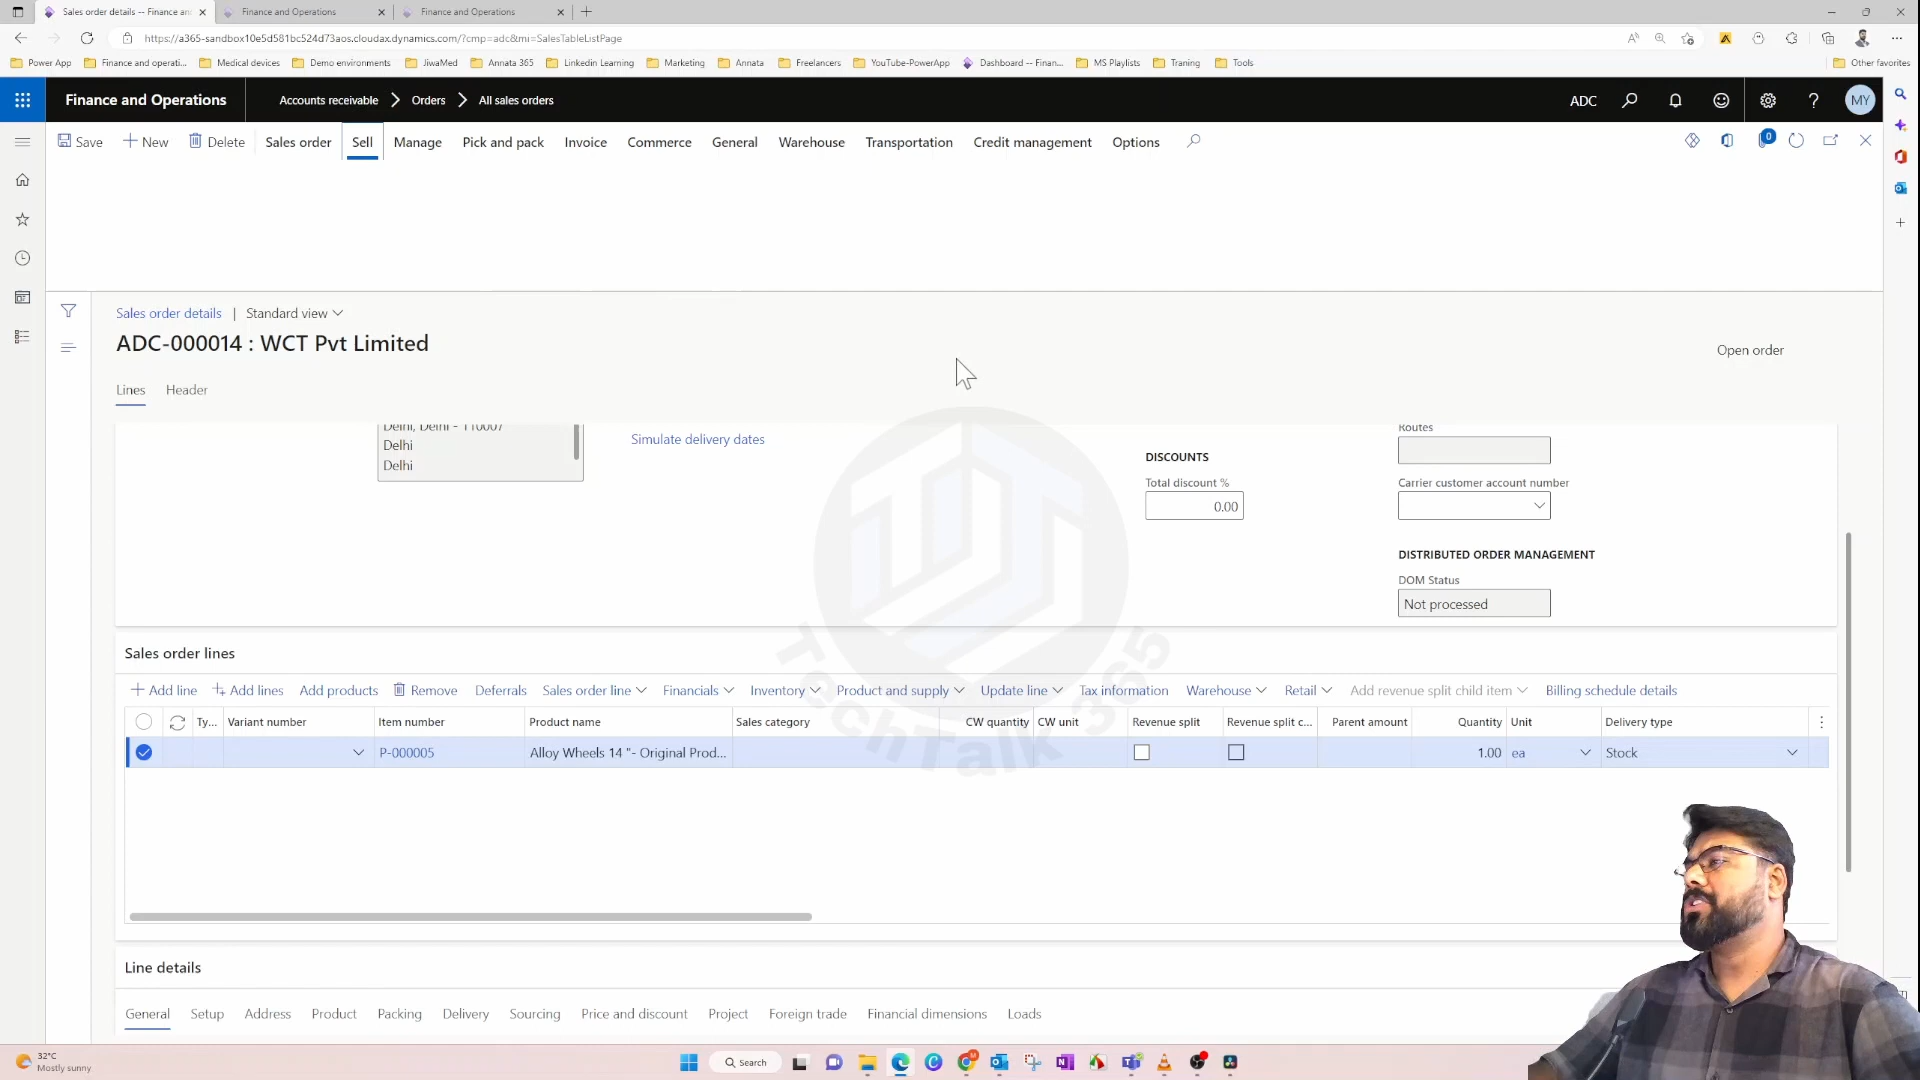 Sales order details -- Finance and
Finance and Operations
Finance and Operations
https://a365-sandbox10e5d581bc524d73aos.cloudax.dynamics.com/?cmp=adc&mi=SalesTableListPage
Power App
Finance and operati...
Medical devices
Demo environments
JiwaMed
Annata 365
Linkedin Learning
Marketing
Annata
Freelancers
YouTube-PowerApp
Dashboard -- Finan...
MS Playlists
Traning
Tools
Other favorites
Finance and Operations
Accounts receivable
Orders
All sales orders
ADC
?
MY
Save
New
Delete
Sales order
Sell
Manage
Pick and pack
Invoice
Commerce
General
Warehouse
Transportation
Credit management
Options
0
Sales order details | Standard view
ADC-000014 : WCT Pvt Limited
Open order
Lines
Header
Delhi, Delhi - 110007
Delhi
Delhi
Simulate delivery dates
DISCOUNTS
Total discount %
0.00
Routes
Carrier customer account number
DISTRIBUTED ORDER MANAGEMENT
DOM Status
Not processed
TechTalk 365
Sales order lines
Add line
Add lines
Add products
Remove
Deferrals
Sales order line
Financials
Inventory
Product and supply
Update line
Tax information
Warehouse
Retail
Add revenue split child item
Billing schedule details
Ty...
Variant number
Item number
Product name
Sales category
CW quantity
CW unit
Revenue split
Revenue split c...
Parent amount
Quantity
Unit
Delivery type
P-000005
Alloy Wheels 14 "- Original Prod...
1.00
ea
Stock
Line details
General
Setup
Address
Product
Packing
Delivery
Sourcing
Price and discount
Project
Foreign trade
Financial dimensions
Loads
32°C
Mostly sunny
Search